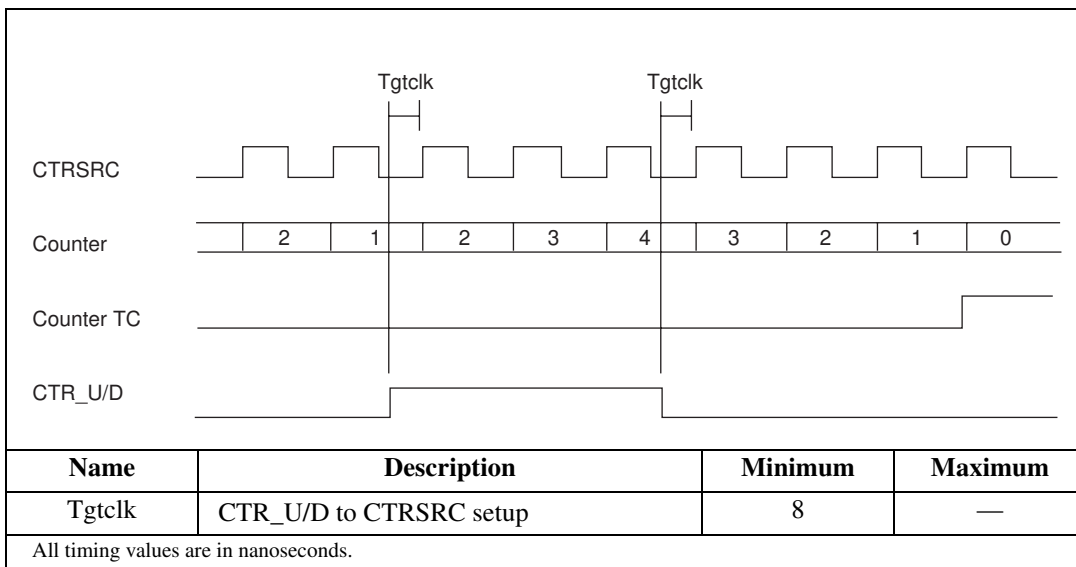 Tgtclk Tgtclk
CTRSRC
Counter 2 1 2 3 4 3 2 1 0
Counter TC
CTR_U/D
Name Description Minimum Maximum
Tgtclk CTR_U/D to CTRSRC setup 8 —
All timing values are in nanoseconds.